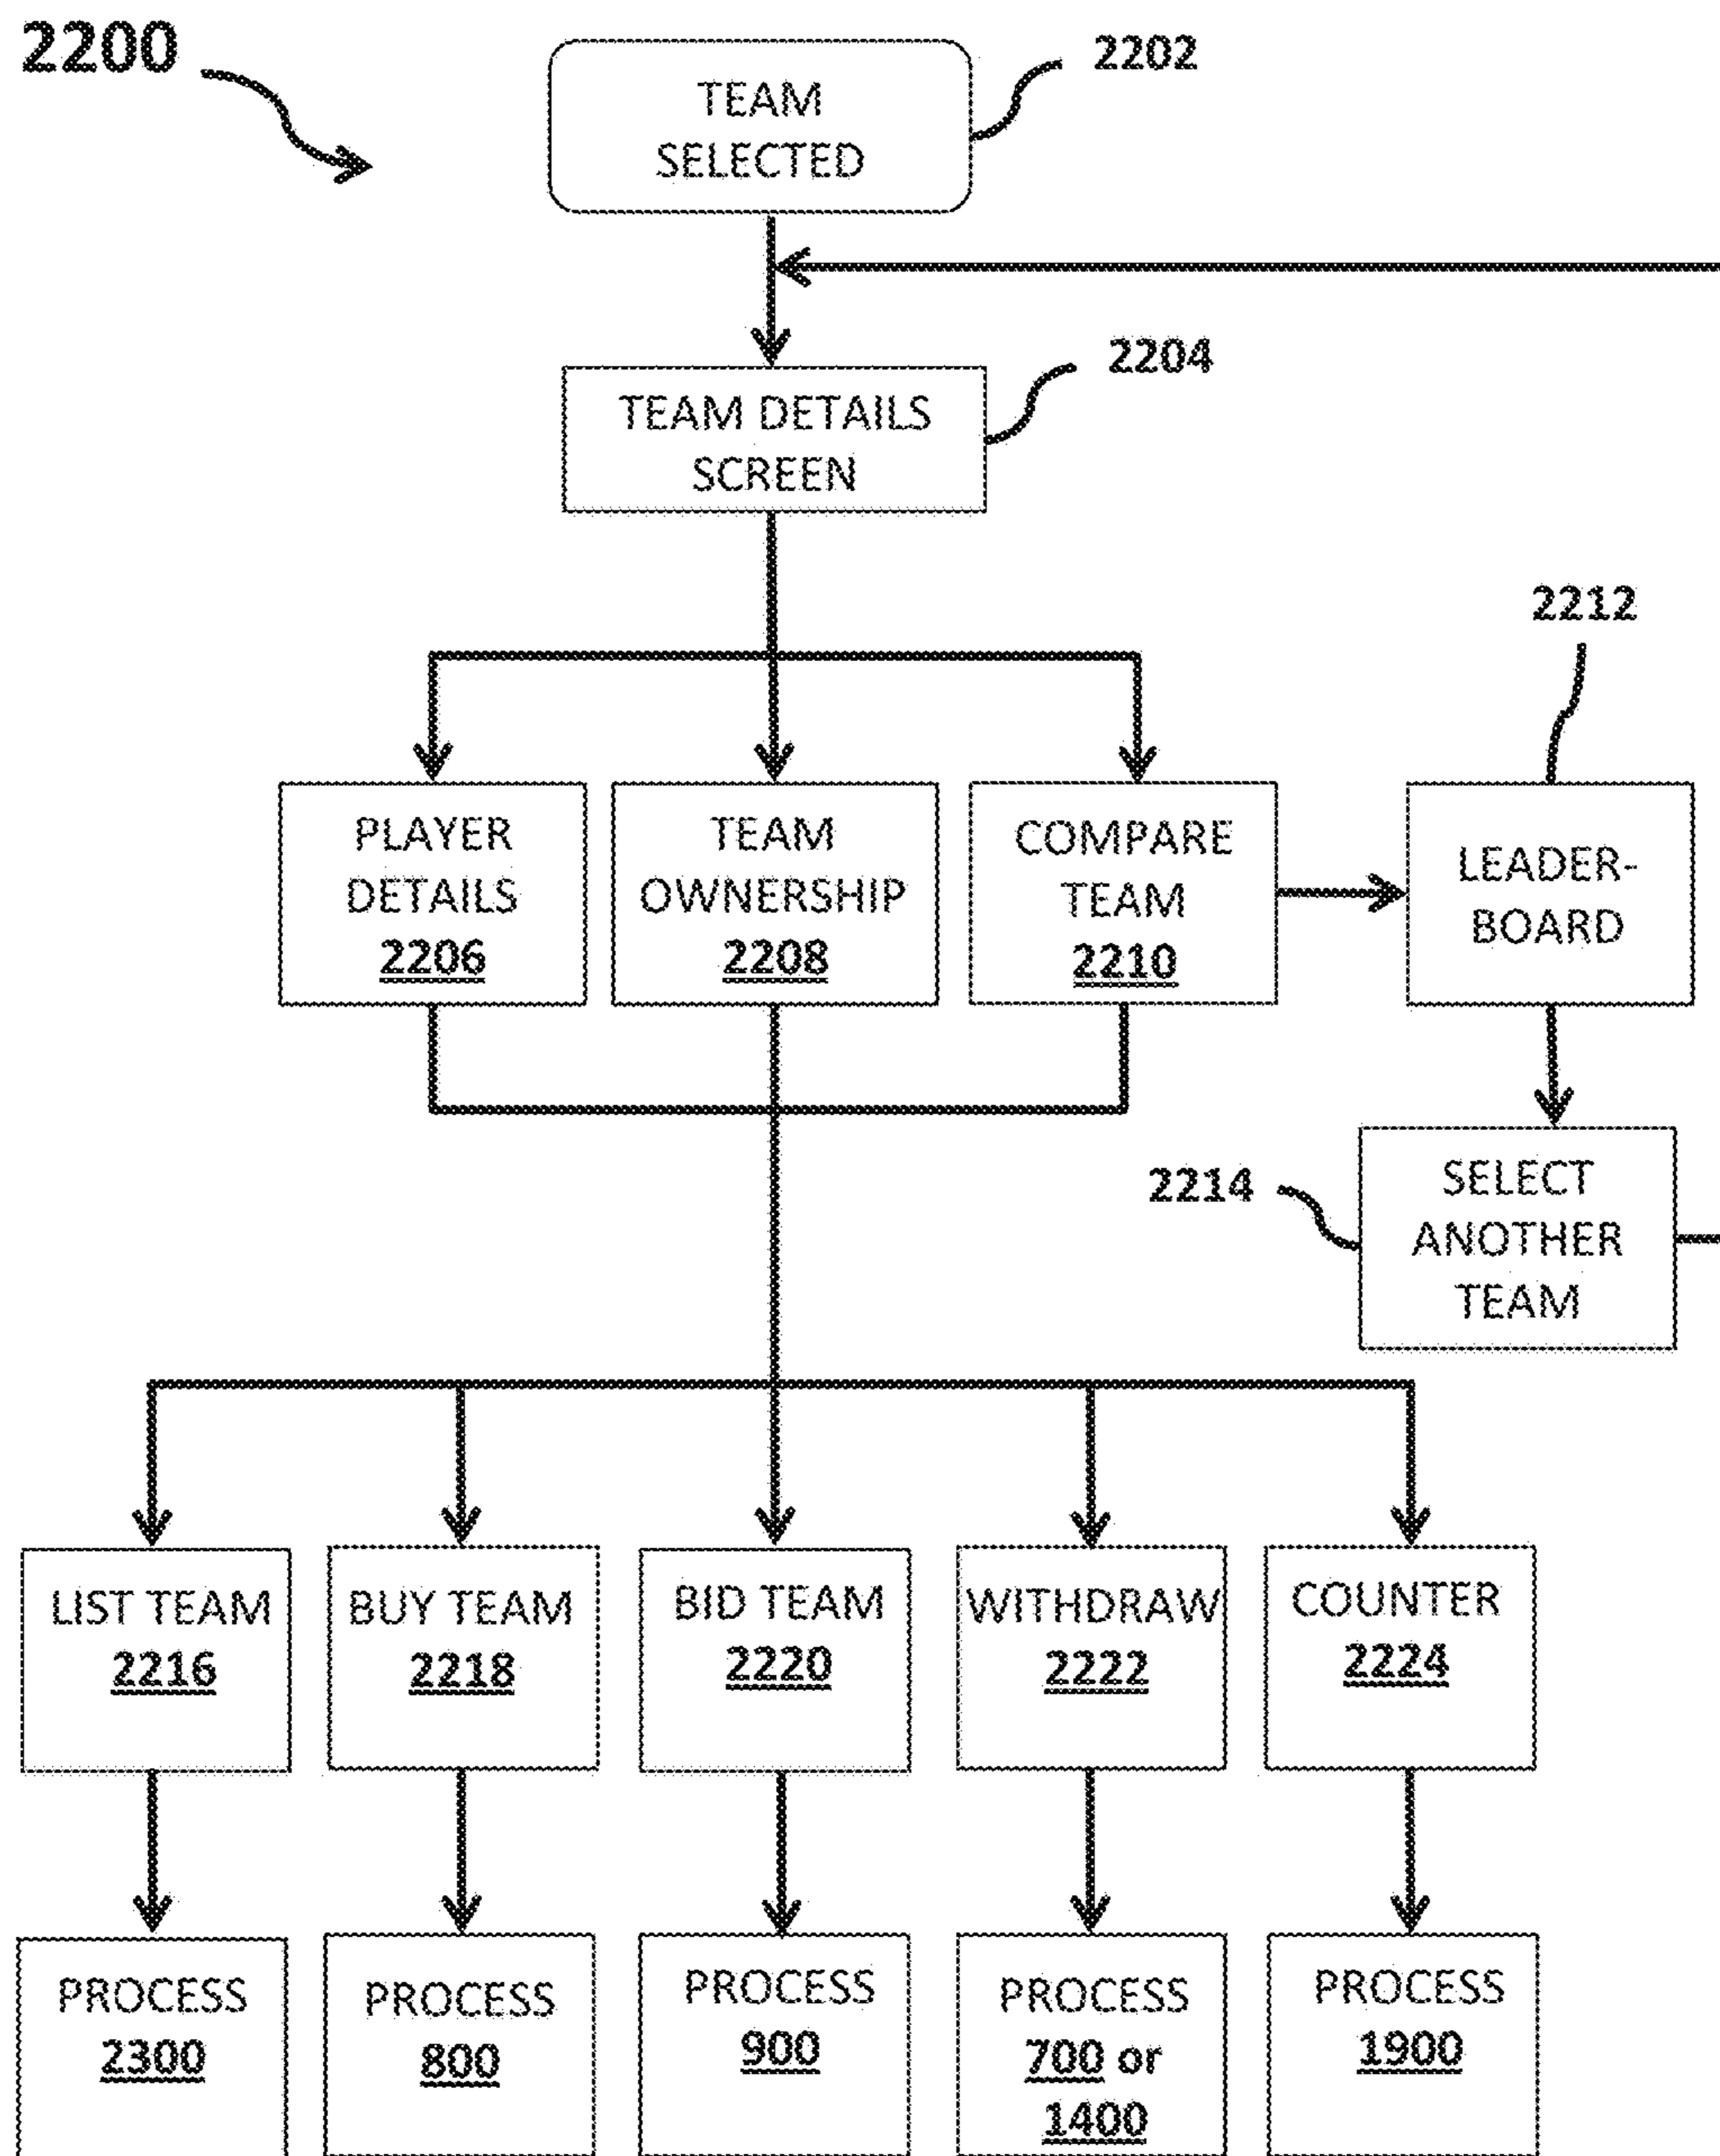 2200
2202
TEAM
SELECTED
2204
TEAM DETAILS
SCREEN
2212
PLAYER
DETAILS
2206
TEAM
OWNERSHIP
2208
COMPARE
TEAM
2210
LEADER-
BOARD
2214
SELECT
ANOTHER
TEAM
LIST TEAM
2216
BUY TEAM
2218
BID TEAM
2220
WITHDRAW
2222
COUNTER
2224
PROCESS
2300
PROCESS
800
PROCESS
900
PROCESS
700 or
1400
PROCESS
1900